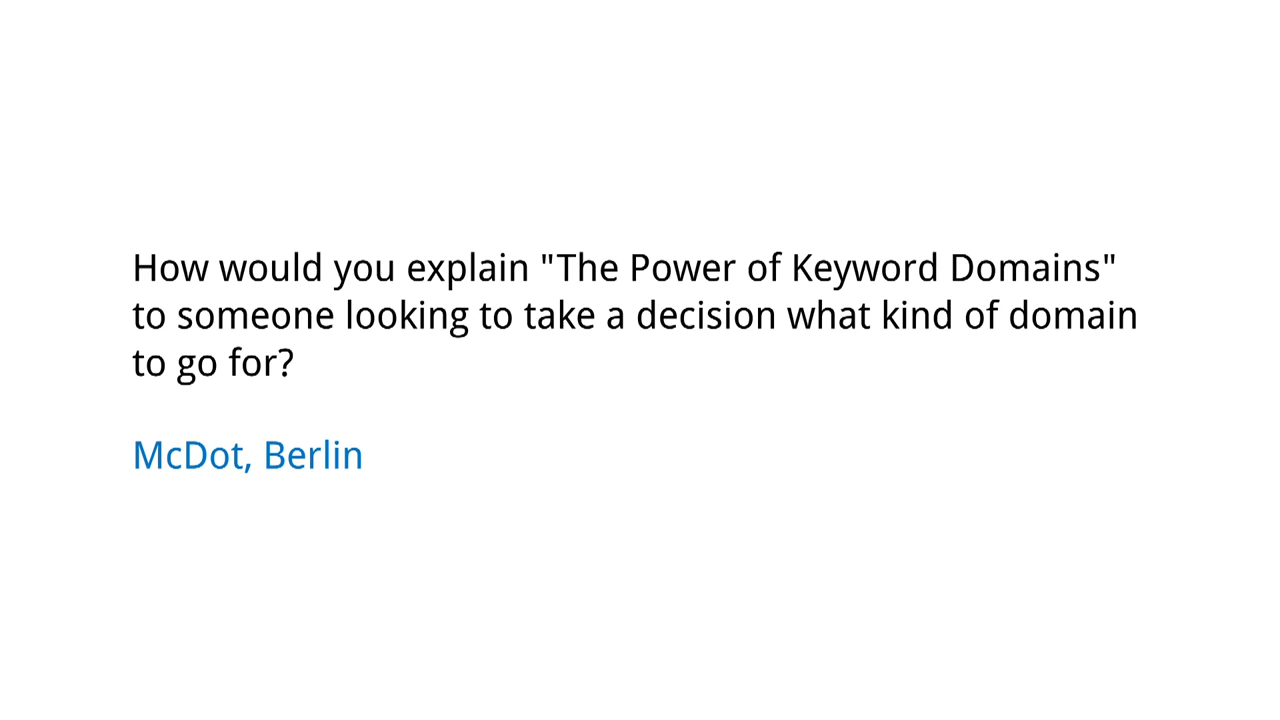 How would you explain "The Power of Keyword Domains"
to someone looking to take a decision what kind of domain
to go for?
McDot, Berlin